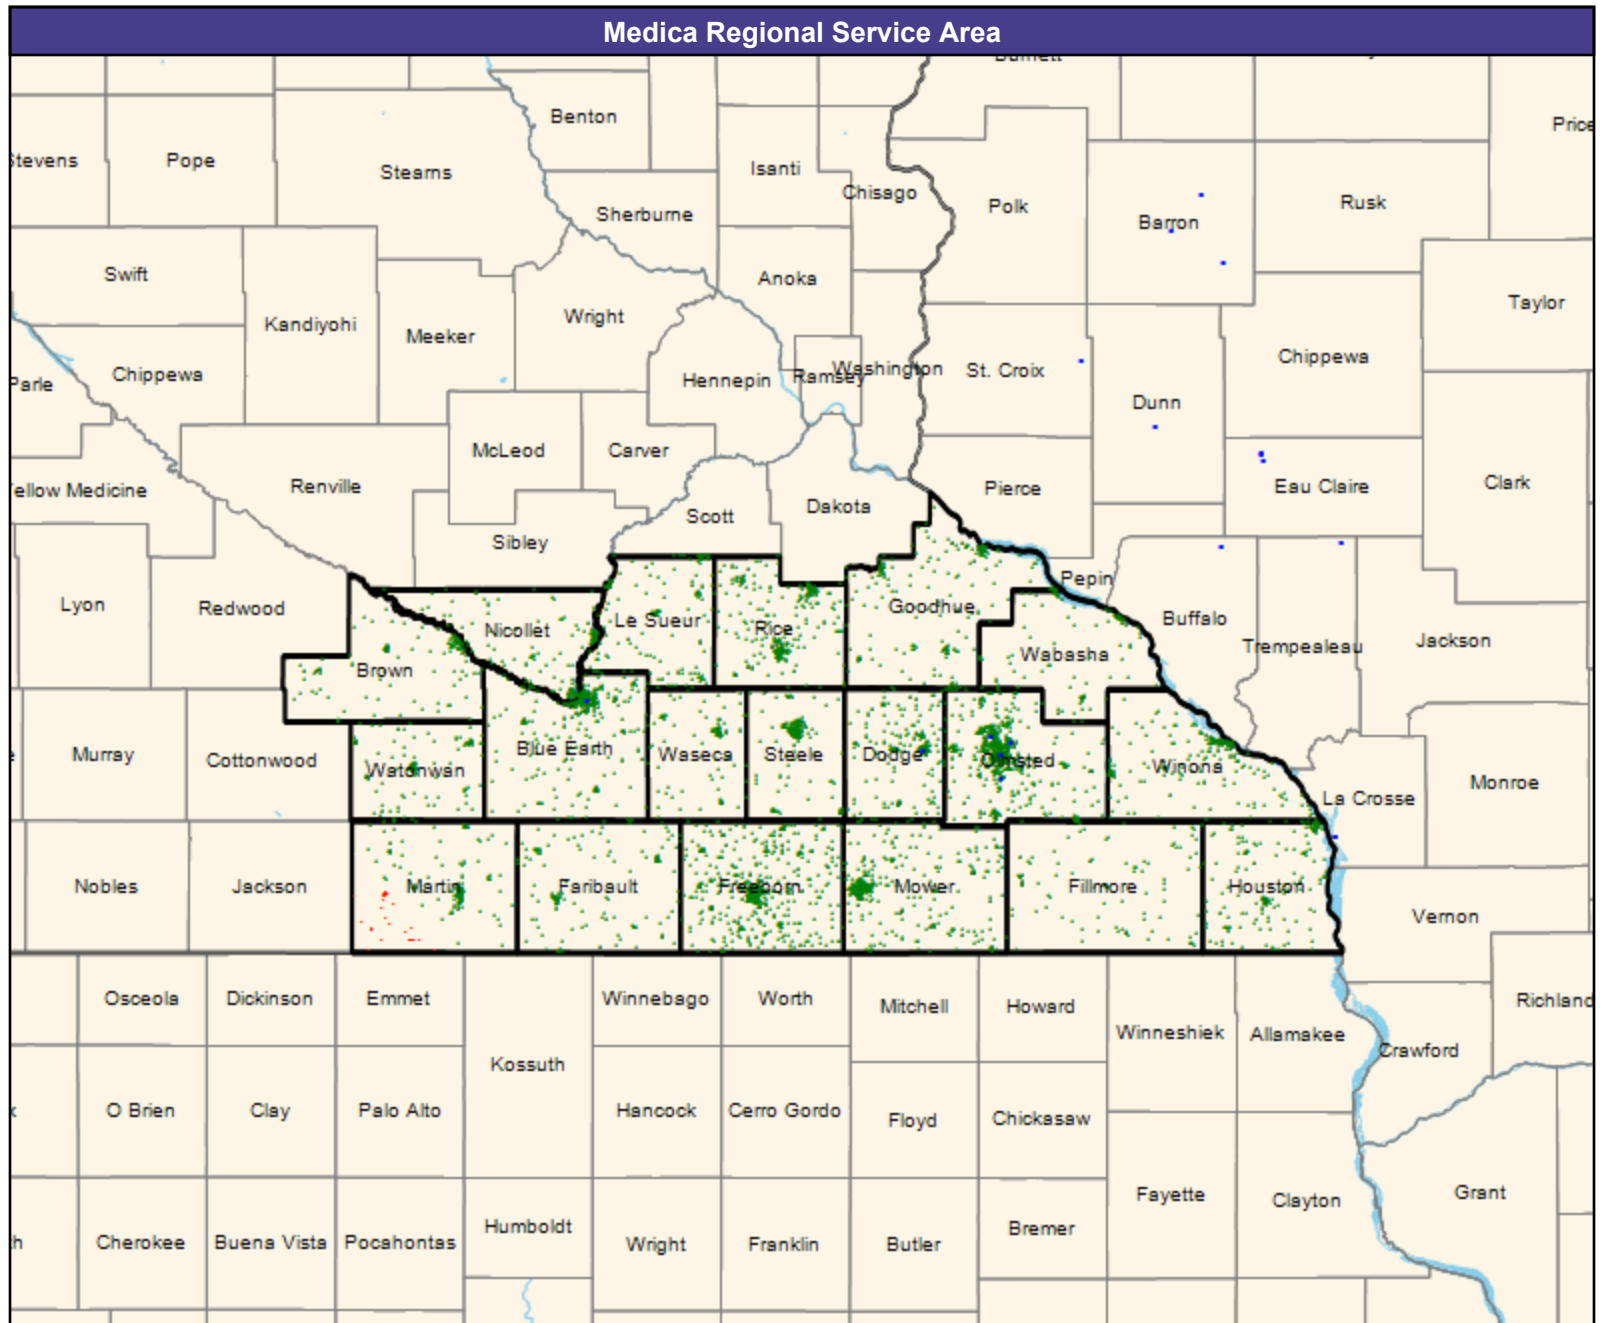 Medica Regional Service Area
Benton
Price
Pope
Stearns
Isanti
Chisago
Sherburne
Polk
Barron
Rusk
Swift
Anoka
Kandiyohi
Meeker
Wright
Taylor
Chippewa
Hennepin
Ramsey
Washington
St. Croix
Chippewa
Parle
Dunn
McLeod
Carver
Renville
ellow Medicine
Scott
Dakota
Pierce
Eau Claire
Clark
Sibley
Lyon
Redwood
Nicollet
Le Sueur
Rice
Goodhue
Pepin
Buffalo
Trempealeau
Jackson
Brown
Wabasha
Murray
Cottonwood
Watonwan
Blue Earth
Waseca
Steele
Dodge
Olmsted
Winona
La Crosse
Monroe
Nobles
Jackson
Martin
Faribault
Freeborn
Mower
Fillmore
Houston
Vernon
Osceola
Dickinson
Emmet
Winnebago
Worth
Mitchell
Howard
Winneshiek
Allamakee
Crawford
Richland
Kossuth
O Brien
Clay
Palo Alto
Hancock
Cerro Gordo
Floyd
Chickasaw
Fayette
Clayton
Grant
Cherokee
Buena Vista
Pocahontas
Humboldt
Wright
Franklin
Butler
Bremer